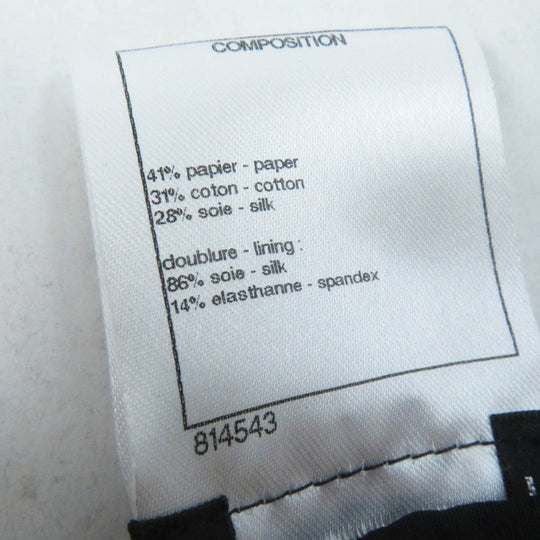 COMPOSITION
41% papier - paper
31% coton - cotton
28% soie - silk
doublure - lining :
86% soie - silk
14% elasthanne - spandex
814543